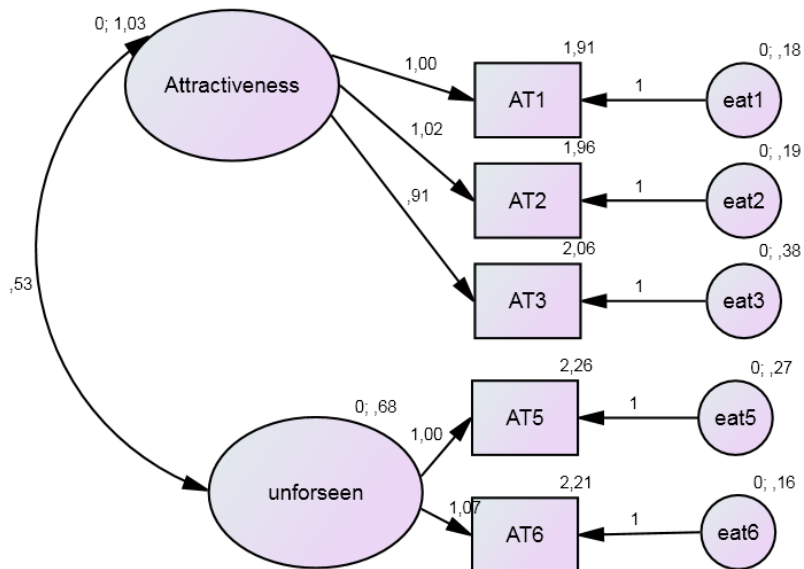 0; 1,03
Attractiveness
1,00
1,02
,91
1,91
AT1
1
0; ,18
eat1
1,96
AT2
1
0; ,19
eat2
2,06
AT3
1
0; ,38
eat3
,53
0; ,68
unforseen
1,00
1,07
2,26
AT5
1
0; ,27
eat5
2,21
AT6
1
0; ,16
eat6